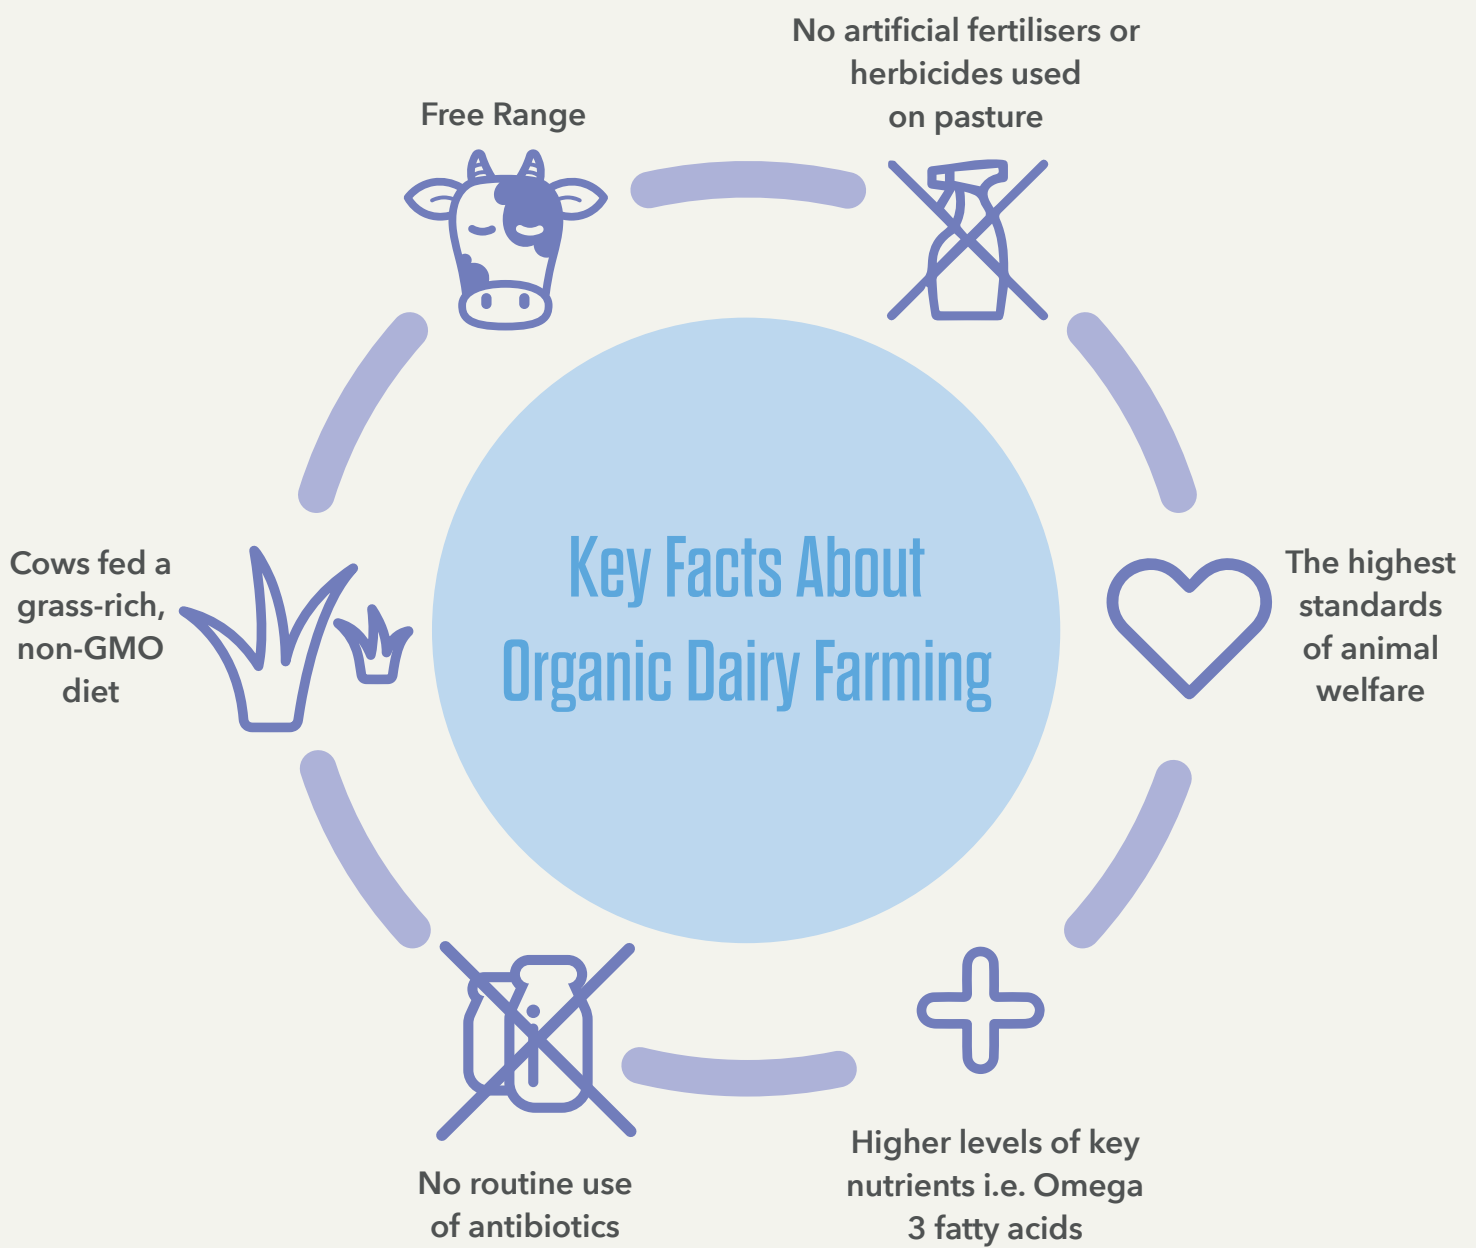 No artificial fertilisers or
herbicides used
on pasture
Free Range
Key Facts About
Organic Dairy Farming
Cows fed a
grass-rich,
non-GMO
diet
The highest
standards
of animal
welfare
No routine use
of antibiotics
Higher levels of key
nutrients i.e. Omega
3 fatty acids